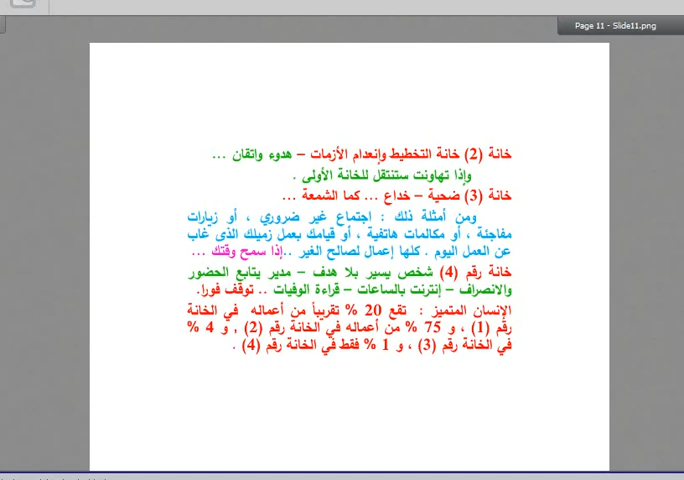 Page 11 - Slide11.png
خانة (2) خانة التخطيط وإنعدام الأزمات – هدوء واتقان ...
وإذا تهاونت ستنتقل للخانة الأولى .
خانة (3) ضحية – خداع ... كما الشمعة ...
ومن أمثلة ذلك : اجتماع غير ضروري ، أو زيارات
مفاجئة ، أو مكالمات هاتفية ، أو قيامك بعمل زميلك الذى غاب
عن العمل اليوم . كلها إعمال لصالح الغير ..إذا سمح وقتك ...
خانة رقم (4) شخص يسير بلا هدف – مدير يتابع الحضور
والانصراف – إنترنت بالساعات – قراءة الوفيات .. توقف فورا.
الإنسان المتميز : تقع 20 % تقريباً من أعماله في الخانة
رقم (1) ، و 75 % من أعماله في الخانة رقم (2) , و 4 %
في الخانة رقم (3) ، و 1 % فقط في الخانة رقم (4) .